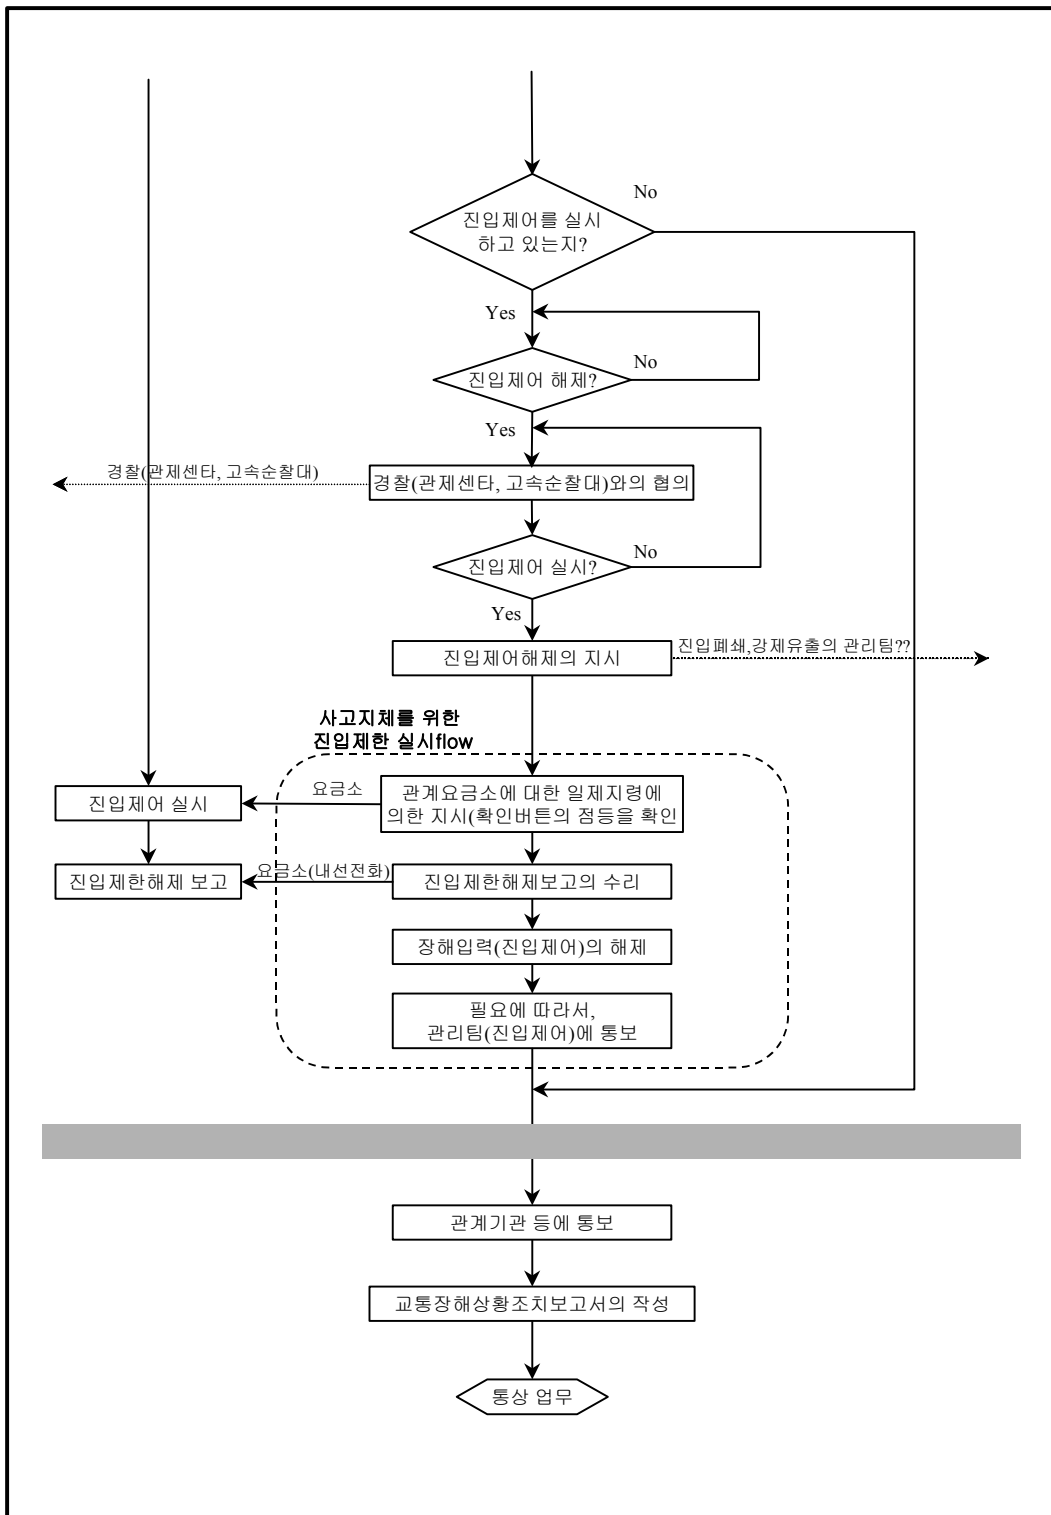 No
진입제어를 실시
하고 있는지?
Yes
No
진입제어 해제?
Yes
경찰(관제센타, 고속순찰대)
경찰(관제센타, 고속순찰대)와의 협의
No
진입제어 실시?
Yes
진입제어해제의 지시
진입폐쇄,강제유출의 관리팀??
사고지체를 위한
진입제한 실시flow
요금소
관계요금소에 대한 일제지령에
의한 지시(확인버튼의 점등을 확인
진입제어 실시
요금소(내선전화)
진입제한해제 보고
진입제한해제보고의 수리
장해입력(진입제어)의 해제
필요에 따라서,
관리팀(진입제어)에 통보
관계기관 등에 통보
교통장해상황조치보고서의 작성
통상 업무